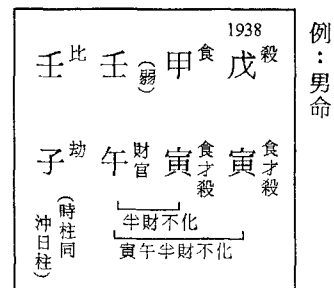 例：男命
1938
殺 戊 食 甲 (弱) 壬 比 壬
食才殺 寅 食才殺 寅 財官 午 劫 子
半財不化
寅午半財不化
(時柱同沖日柱)